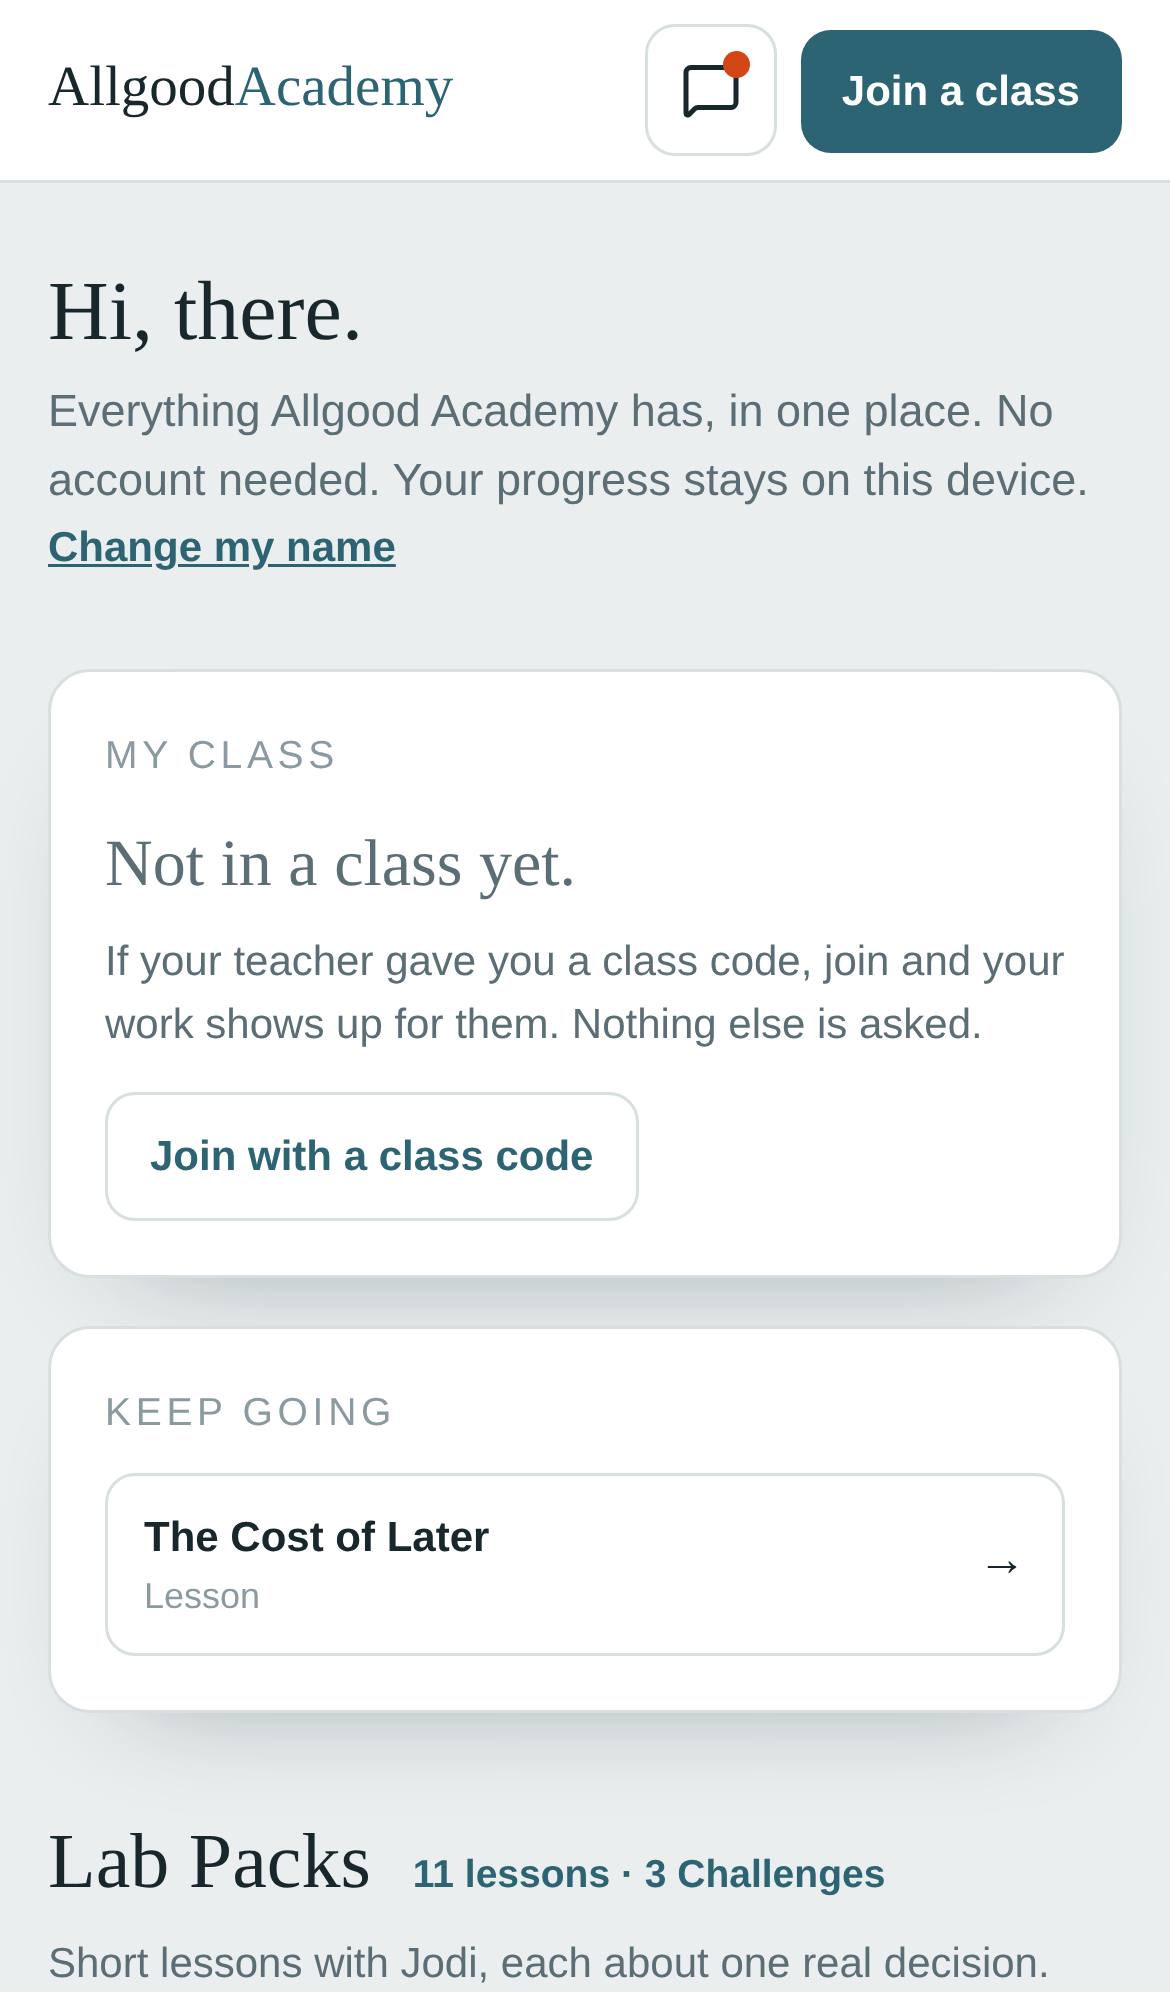 AllgoodAcademy
Join a class
Hi, there.
Everything Allgood Academy has, in one place. No
account needed. Your progress stays on this device.
Change my name
MY CLASS
Not in a class yet.
If your teacher gave you a class code, join and your
work shows up for them. Nothing else is asked.
Join with a class code
KEEP GOING
The Cost of Later
→
Lesson
Lab Packs 11 lessons · 3 Challenges
Short lessons with Jodi, each about one real decision.